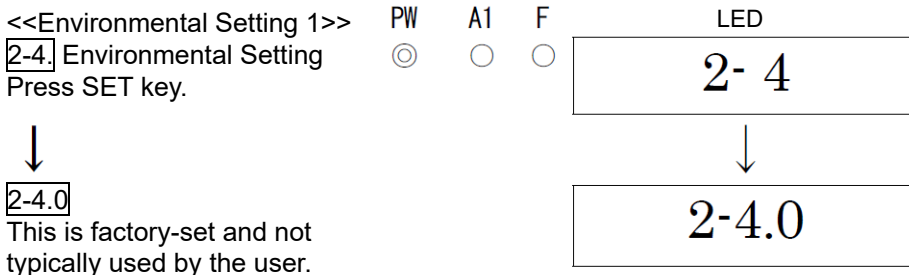 <<Environmental Setting 1>> PW A1 F LED
2-4. Environmental Setting ◎ ○ ○ 2- 4
Press SET key.
↓ ↓
2-4.0 2-4.0
This is factory-set and not
typically used by the user.